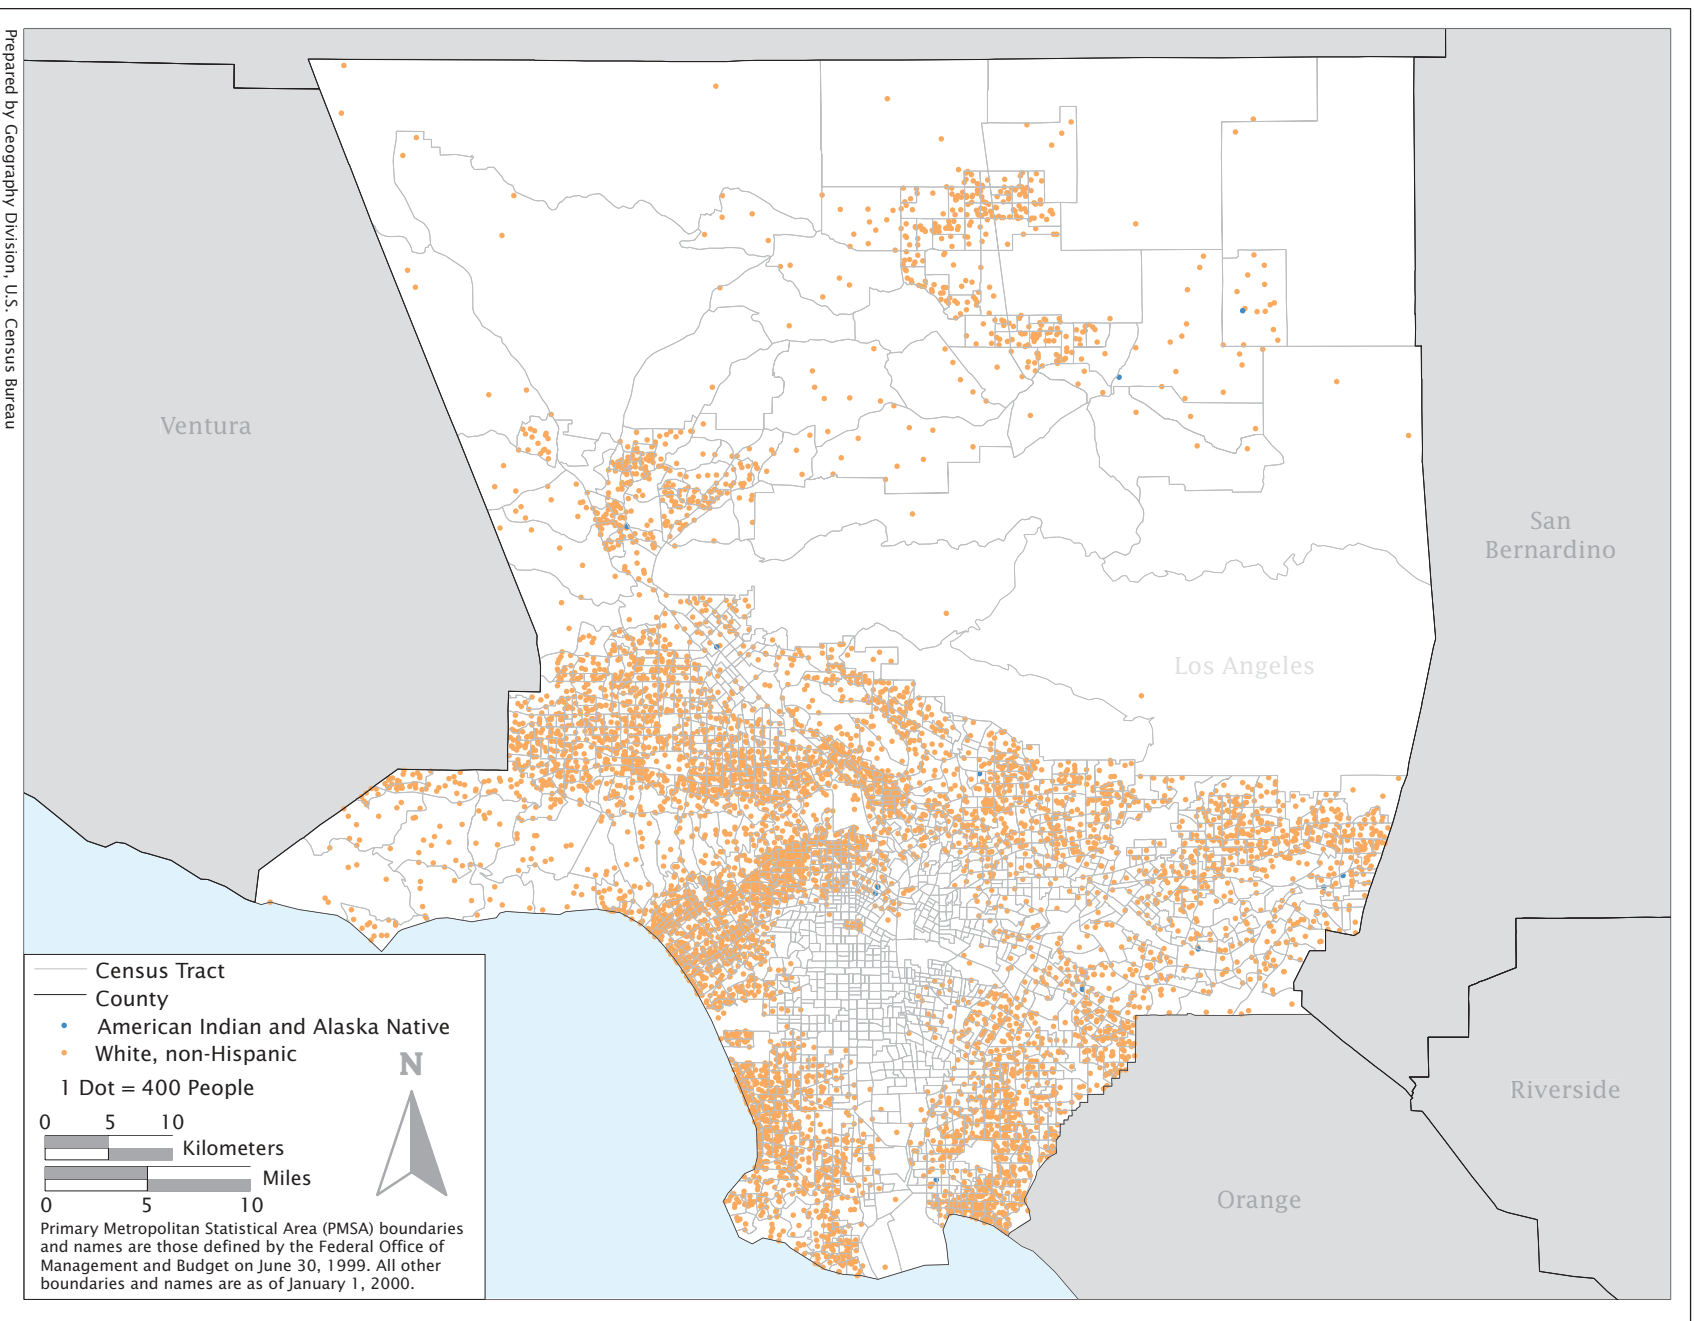 Prepared by Geography Division, U.S. Census Bureau
Ventura
San
Bernardino
Los Angeles
Riverside
Orange
Census Tract
County
American Indian and Alaska Native
White, non-Hispanic
1 Dot = 400 People
N
0 5 10
Kilometers
Miles
0 5 10
Primary Metropolitan Statistical Area (PMSA) boundaries
and names are those defined by the Federal Office of
Management and Budget on June 30, 1999. All other
boundaries and names are as of January 1, 2000.